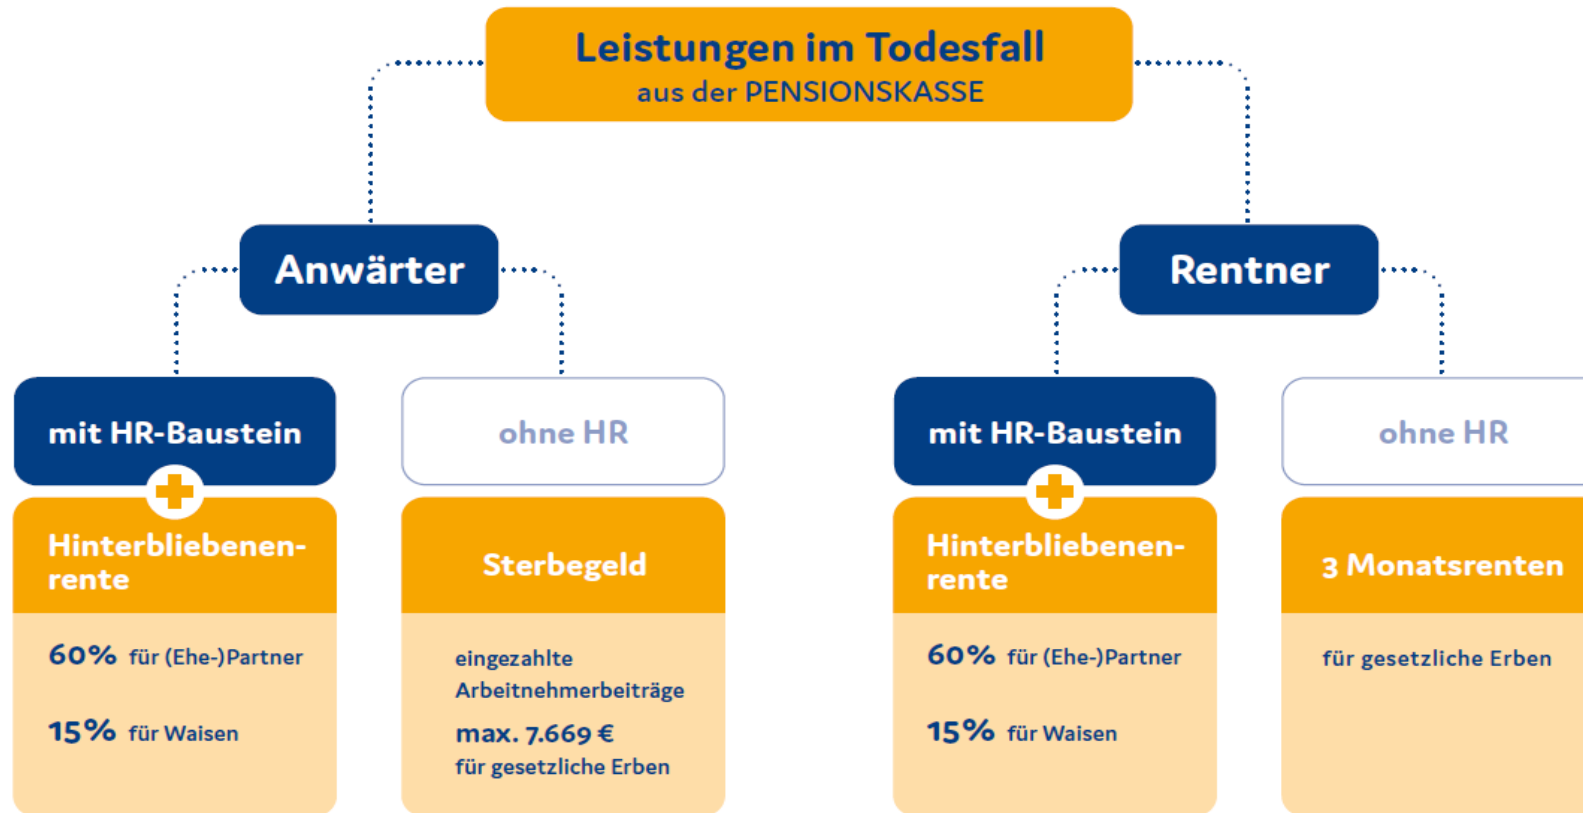 Leistungen im Todesfall
aus der PENSIONSKASSE
Anwärter
Rentner
mit HR-Baustein
ohne HR
mit HR-Baustein
ohne HR
Hinterbliebenen-
rente
Sterbegeld
Hinterbliebenen-
rente
3 Monatsrenten
60% für (Ehe-)Partner
15% für Waisen
eingezahlte
Arbeitnehmerbeiträge
max. 7.669 €
für gesetzliche Erben
60% für (Ehe-)Partner
15% für Waisen
für gesetzliche Erben